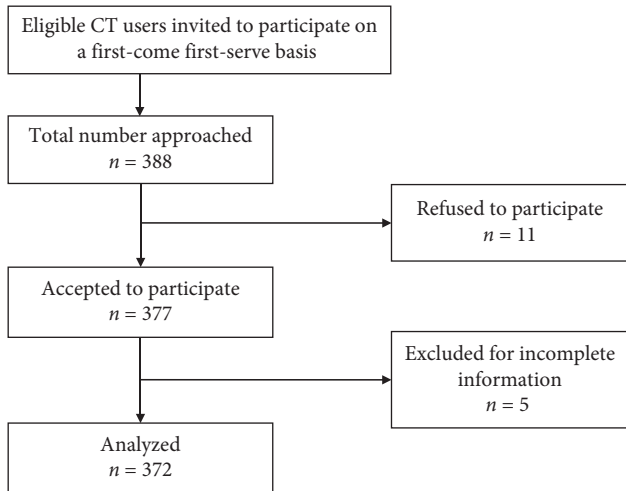 Eligible CT users invited to participate on
a first-come first-serve basis
Total number approached
n = 388
Refused to participate
n = 11
Accepted to participate
n = 377
Excluded for incomplete
information
n = 5
Analyzed
n = 372